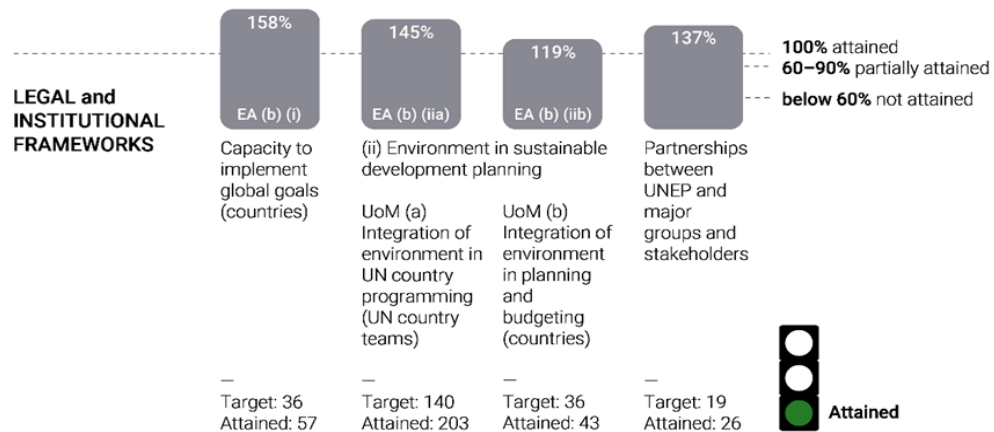 158%
145%
119%
137%
100% attained
60–90% partially attained
below 60% not attained
LEGAL and
INSTITUTIONAL
FRAMEWORKS
EA (b) (i)
EA (b) (iia)
EA (b) (iib)
Capacity to
implement
global goals
(countries)
(ii) Environment in sustainable
development planning
UoM (a)
Integration of
environment in
UN country
programming
(UN country
teams)
UoM (b)
Integration of
environment
in planning
and
budgeting
(countries)
Partnerships
between
UNEP and
major
groups and
stakeholders
—
Target: 36
Attained: 57
—
Target: 140
Attained: 203
—
Target: 36
Attained: 43
—
Target: 19
Attained: 26
Attained